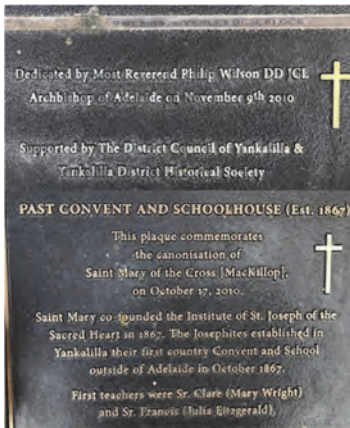 Dedicated by Most Reverend Philip Wilson DD JCL
Archbishop of Adelaide on November 9th 2010
Supported by The District Council of Yankalilla &
Yankalilla District Historical Society
PAST CONVENT AND SCHOOLHOUSE (Est. 1867)
This plaque commemorates
the canonisation of
Saint Mary of the Cross [MacKillop],
on October 17, 2010.
Saint Mary co-founded the Institute of St. Joseph of the
Sacred Heart in 1867. The Josephites established in
Yankalilla their first country Convent and School
outside of Adelaide in October 1867.
First teachers were Sr. Clare (Mary Wright)
and Sr. Francis (Julia Fitzgerald).